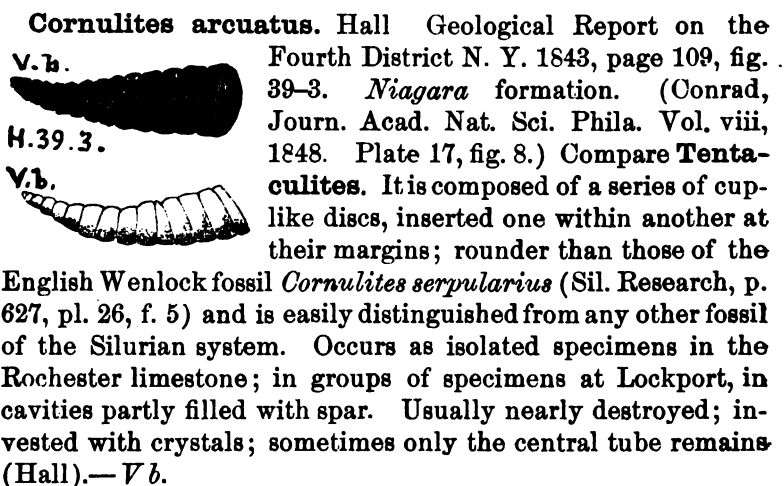 Cornulites arcuatus. Hall Geological Report on the
V.b.
Fourth District N. Y. 1843, page 109, fig.
39–3. Niagara formation. (Conrad,
Journ. Acad. Nat. Sci. Phila. Vol. viii,
H.39.3.
1848. Plate 17, fig. 8.) Compare Tenta-
V.b.
culites. It is composed of a series of cup-
like discs, inserted one within another at
their margins; rounder than those of the
English Wenlock fossil Cornulites serpularius (Sil. Research, p.
627, pl. 26, f. 5) and is easily distinguished from any other fossil
of the Silurian system. Occurs as isolated specimens in the
Rochester limestone; in groups of specimens at Lockport, in
cavities partly filled with spar. Usually nearly destroyed; in-
vested with crystals; sometimes only the central tube remains
(Hall).—V b.